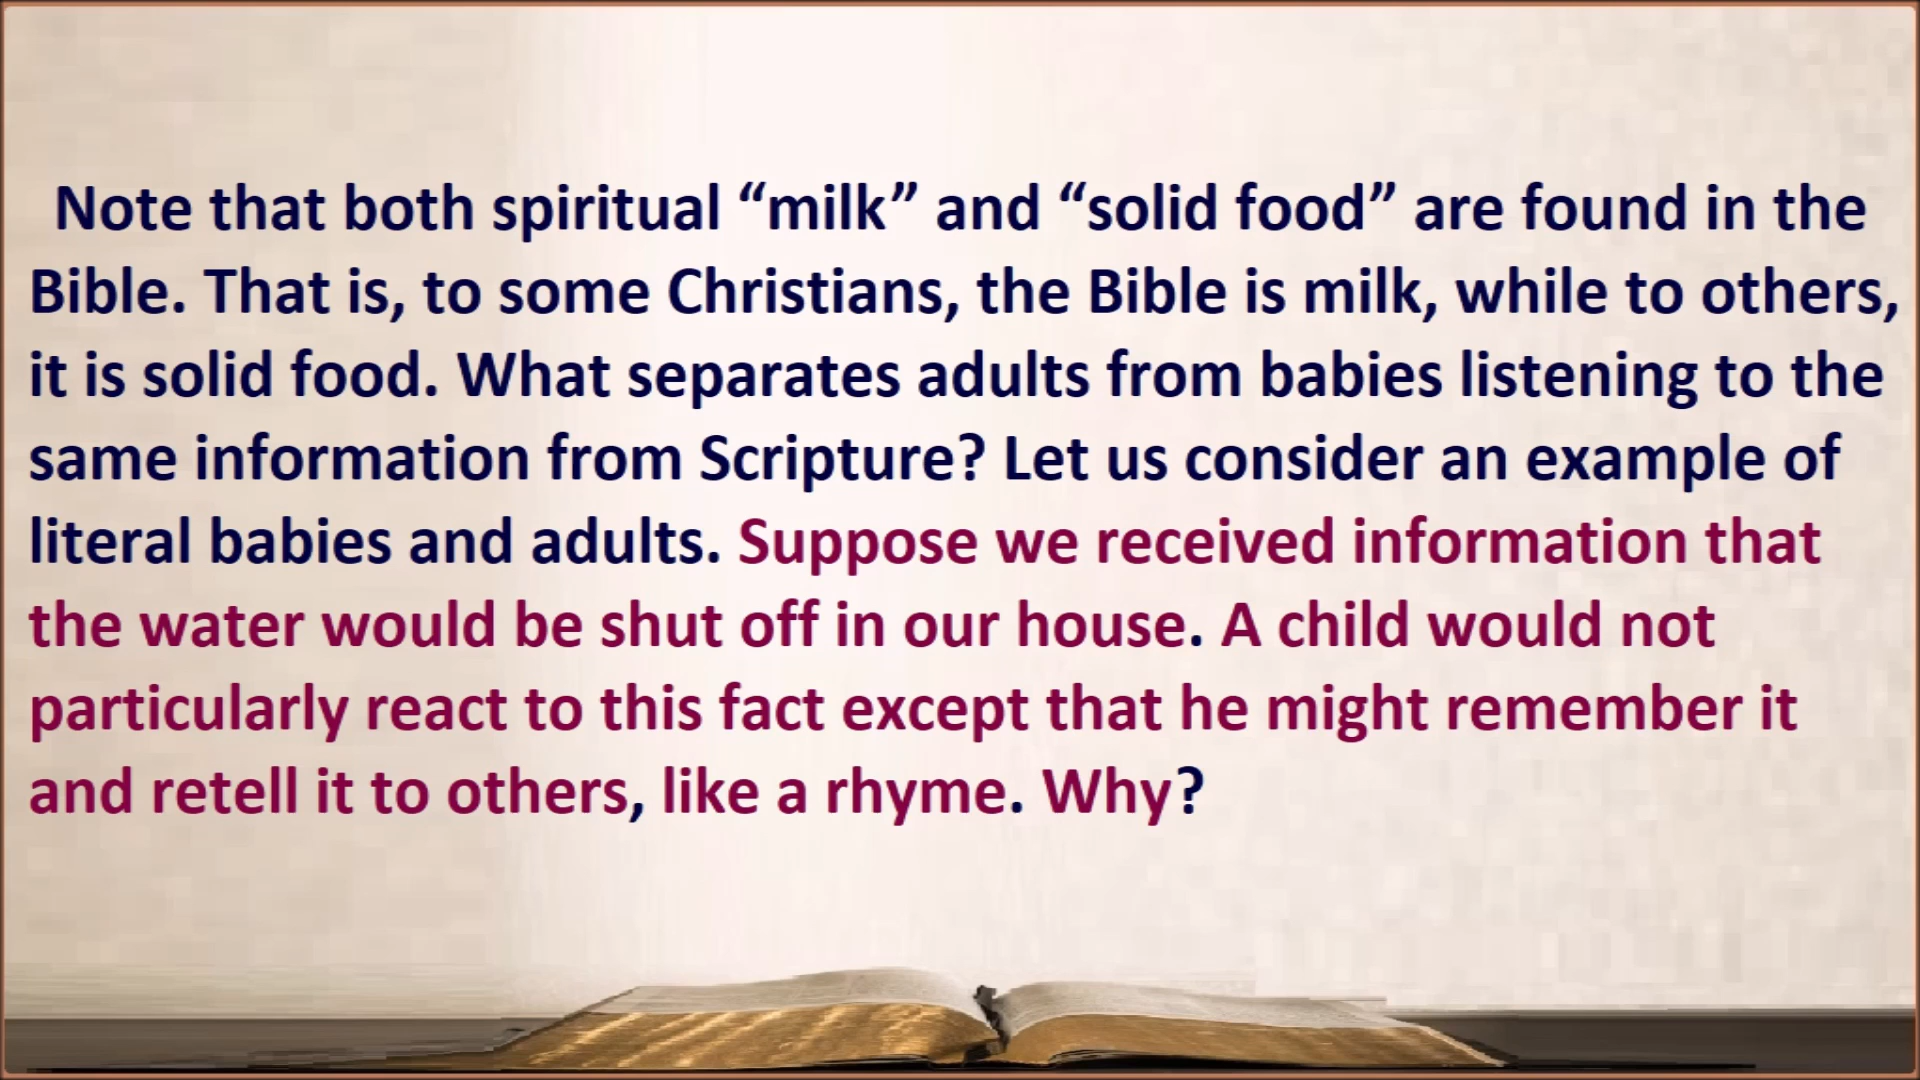 Note that both spiritual “milk” and “solid food” are found in the
Bible. That is, to some Christians, the Bible is milk, while to others,
it is solid food. What separates adults from babies listening to the
same information from Scripture? Let us consider an example of
literal babies and adults. Suppose we received information that
the water would be shut off in our house. A child would not
particularly react to this fact except that he might remember it
and retell it to others, like a rhyme. Why?